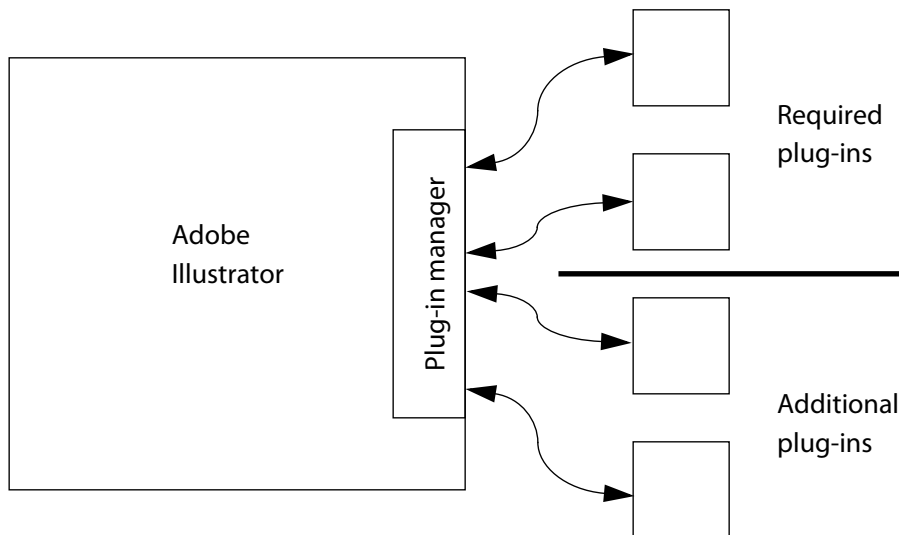 Required
plug-ins
Adobe
Illustrator
Plug-in manager
Additional
plug-ins